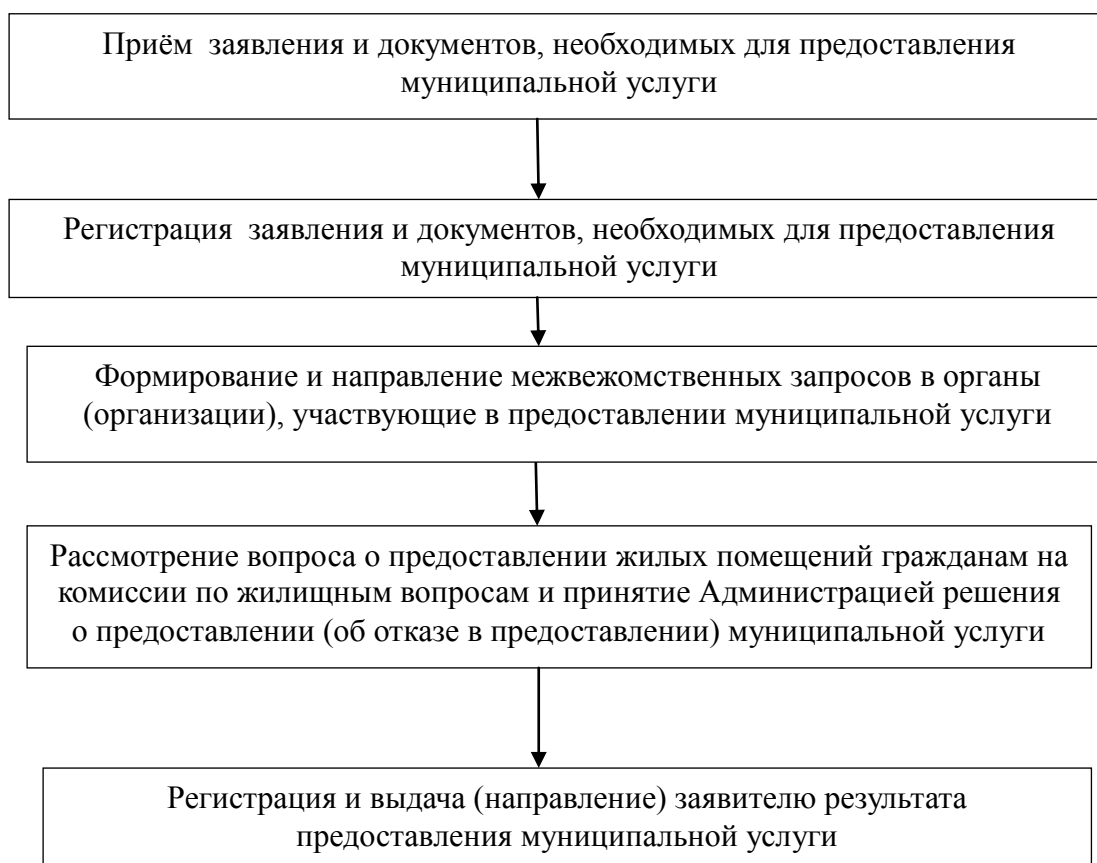 Приём заявления и документов, необходимых для предоставления
муниципальной услуги
Регистрация заявления и документов, необходимых для предоставления
муниципальной услуги
Формирование и направление межвежомственных запросов в органы
(организации), участвующие в предоставлении муниципальной услуги
Рассмотрение вопроса о предоставлении жилых помещений гражданам на
комиссии по жилищным вопросам и принятие Администрацией решения
о предоставлении (об отказе в предоставлении) муниципальной услуги
Регистрация и выдача (направление) заявителю результата
предоставления муниципальной услуги